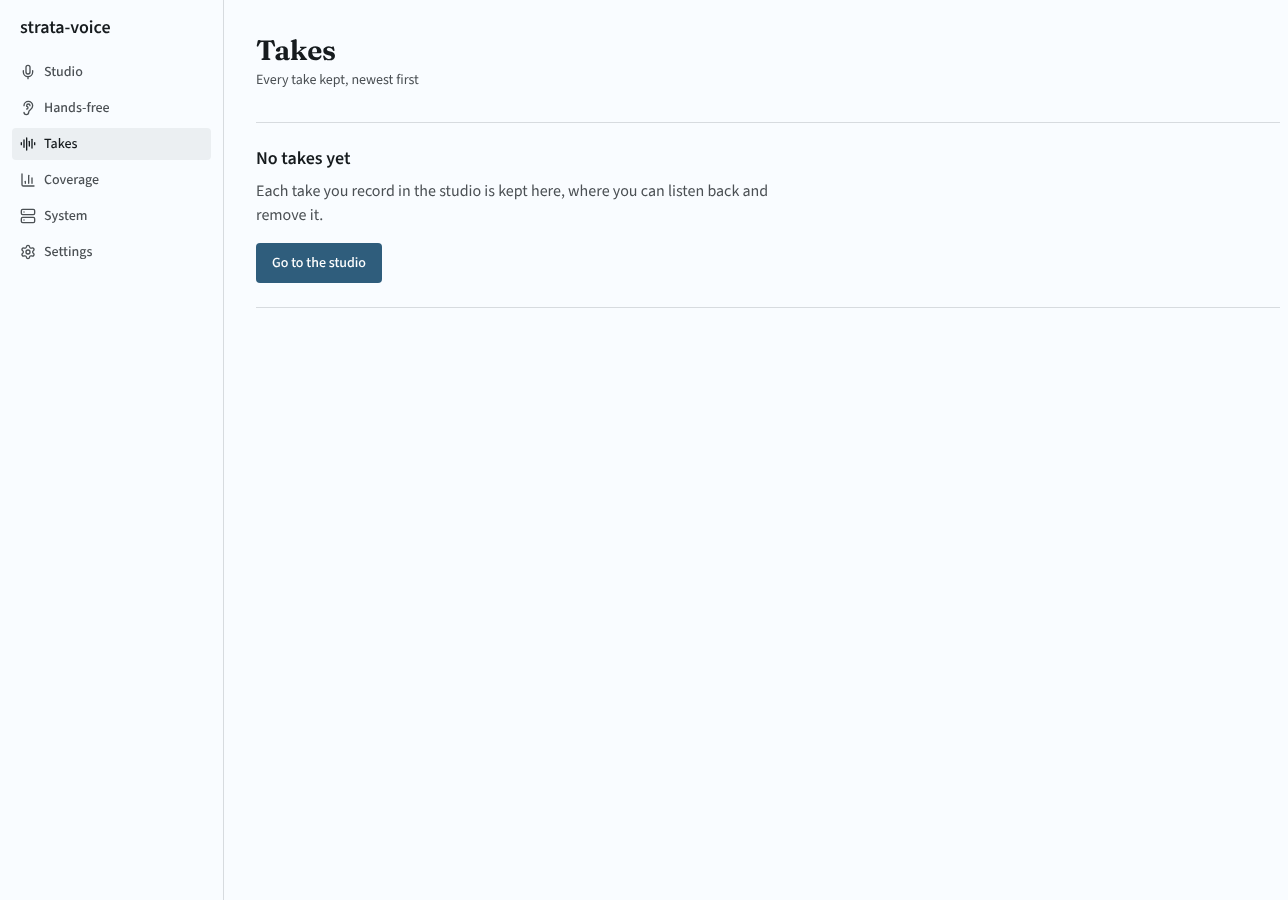 strata-voice
Studio
Hands-free
Takes
Coverage
System
Settings
Takes
Every take kept, newest first
No takes yet
Each take you record in the studio is kept here, where you can listen back and
remove it.
Go to the studio